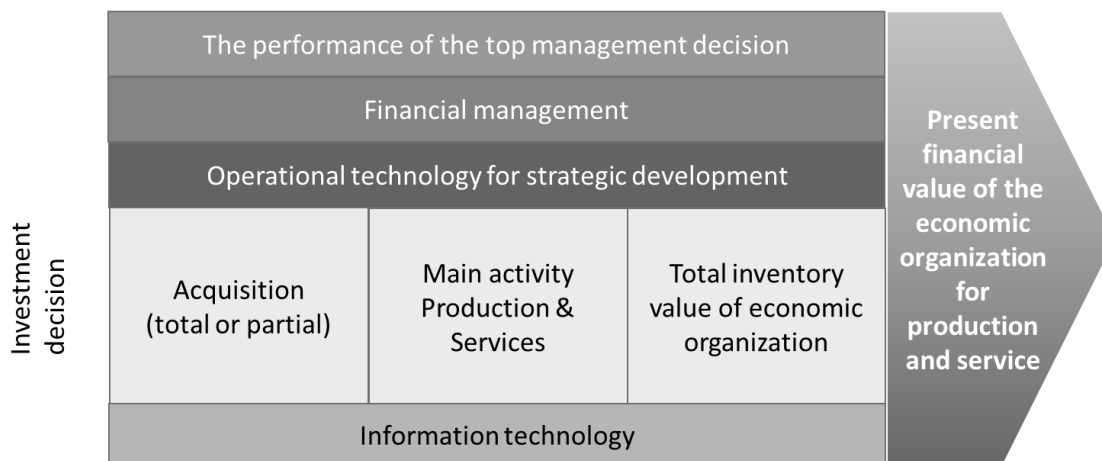 The performance of the top management decision
Financial management
Operational technology for strategic development
Investment
decision
Acquisition
(total or partial)
Main activity
Production &
Services
Total inventory
value of economic
organization
Information technology
Present
financial
value of the
economic
organization
for
production
and service